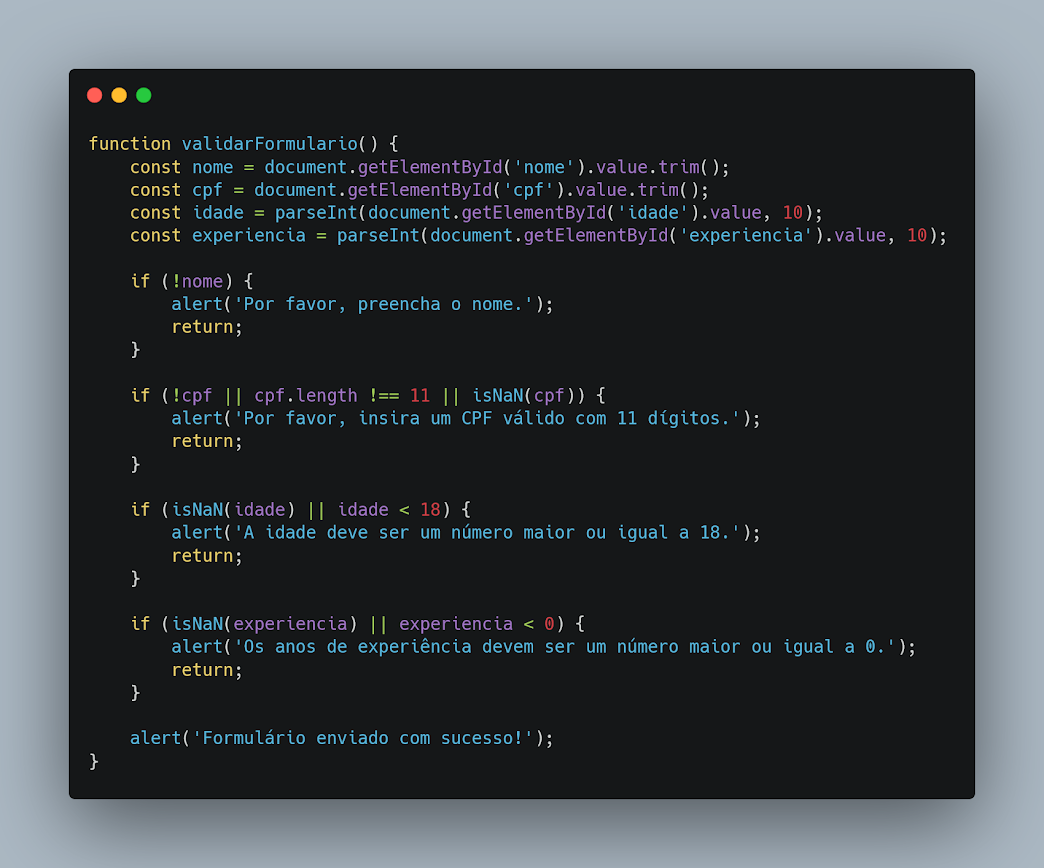 function validarFormulario() {
    const nome = document.getElementById('nome').value.trim();
    const cpf = document.getElementById('cpf').value.trim();
    const idade = parseInt(document.getElementById('idade').value, 10);
    const experiencia = parseInt(document.getElementById('experiencia').value, 10);

    if (!nome) {
        alert('Por favor, preencha o nome.');
        return;
    }

    if (!cpf || cpf.length !== 11 || isNaN(cpf)) {
        alert('Por favor, insira um CPF válido com 11 dígitos.');
        return;
    }

    if (isNaN(idade) || idade < 18) {
        alert('A idade deve ser um número maior ou igual a 18.');
        return;
    }

    if (isNaN(experiencia) || experiencia < 0) {
        alert('Os anos de experiência devem ser um número maior ou igual a 0.');
        return;
    }

    alert('Formulário enviado com sucesso!');
}